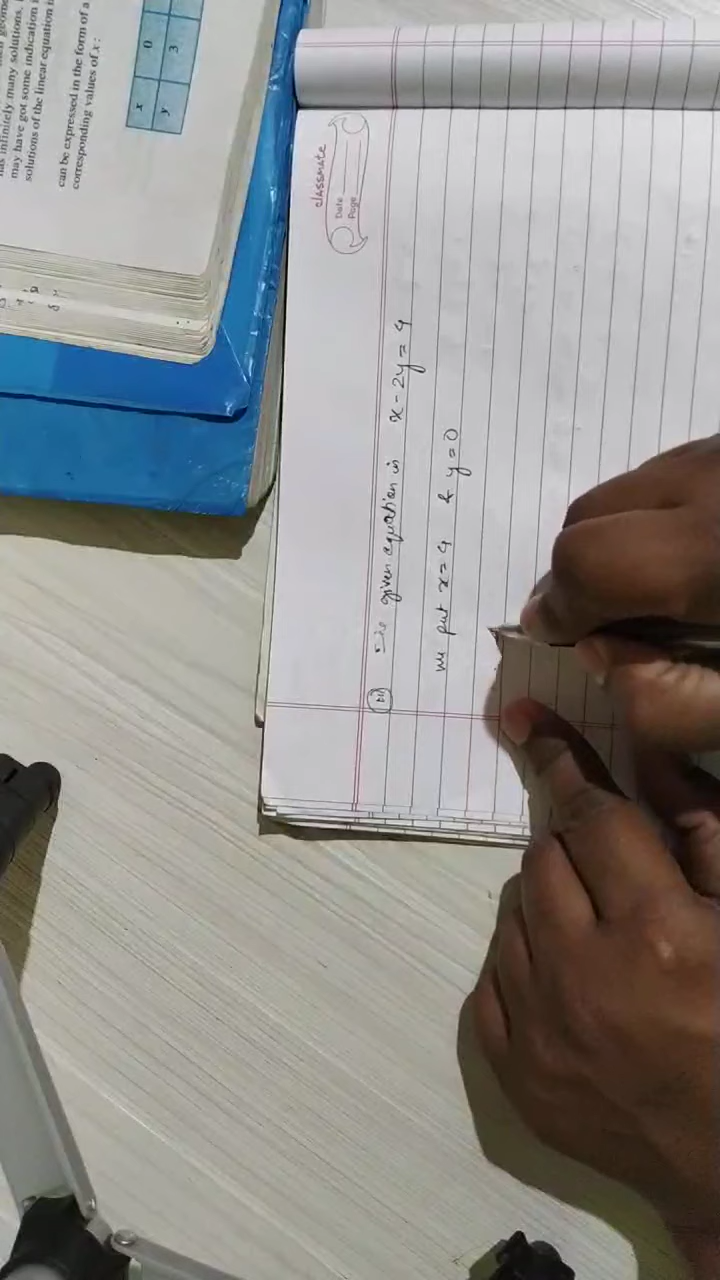 has infinitely many solutions.
may have got some indication
solutions of the linear equation
can be expressed in the form of a
corresponding values of x :
x 0
y 3
classmate
Date
Page
(iii) The given equation is x - 2y = 4
We put x = 4 & y = 0